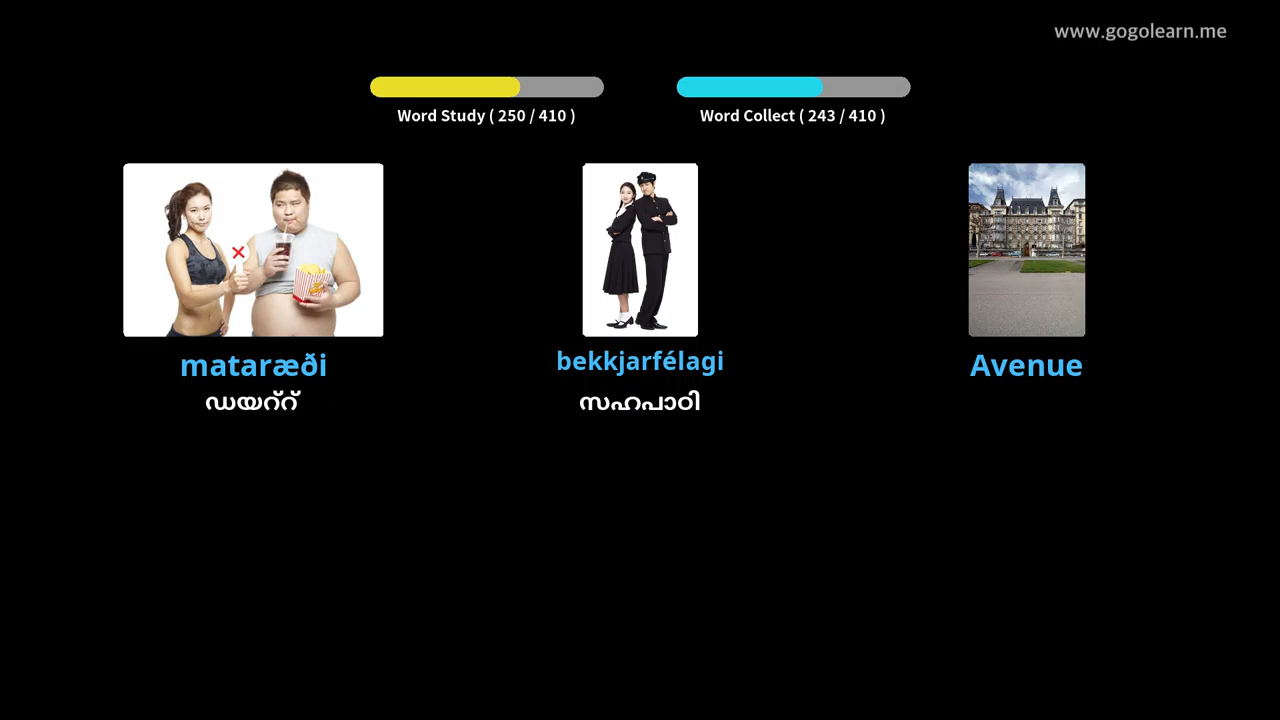 www.gogolearn.me
Word Study ( 250 / 410 )
Word Collect ( 243 / 410 )
mataræði
ഡയറ്റ്
bekkjarfélagi
സഹപാഠി
Avenue